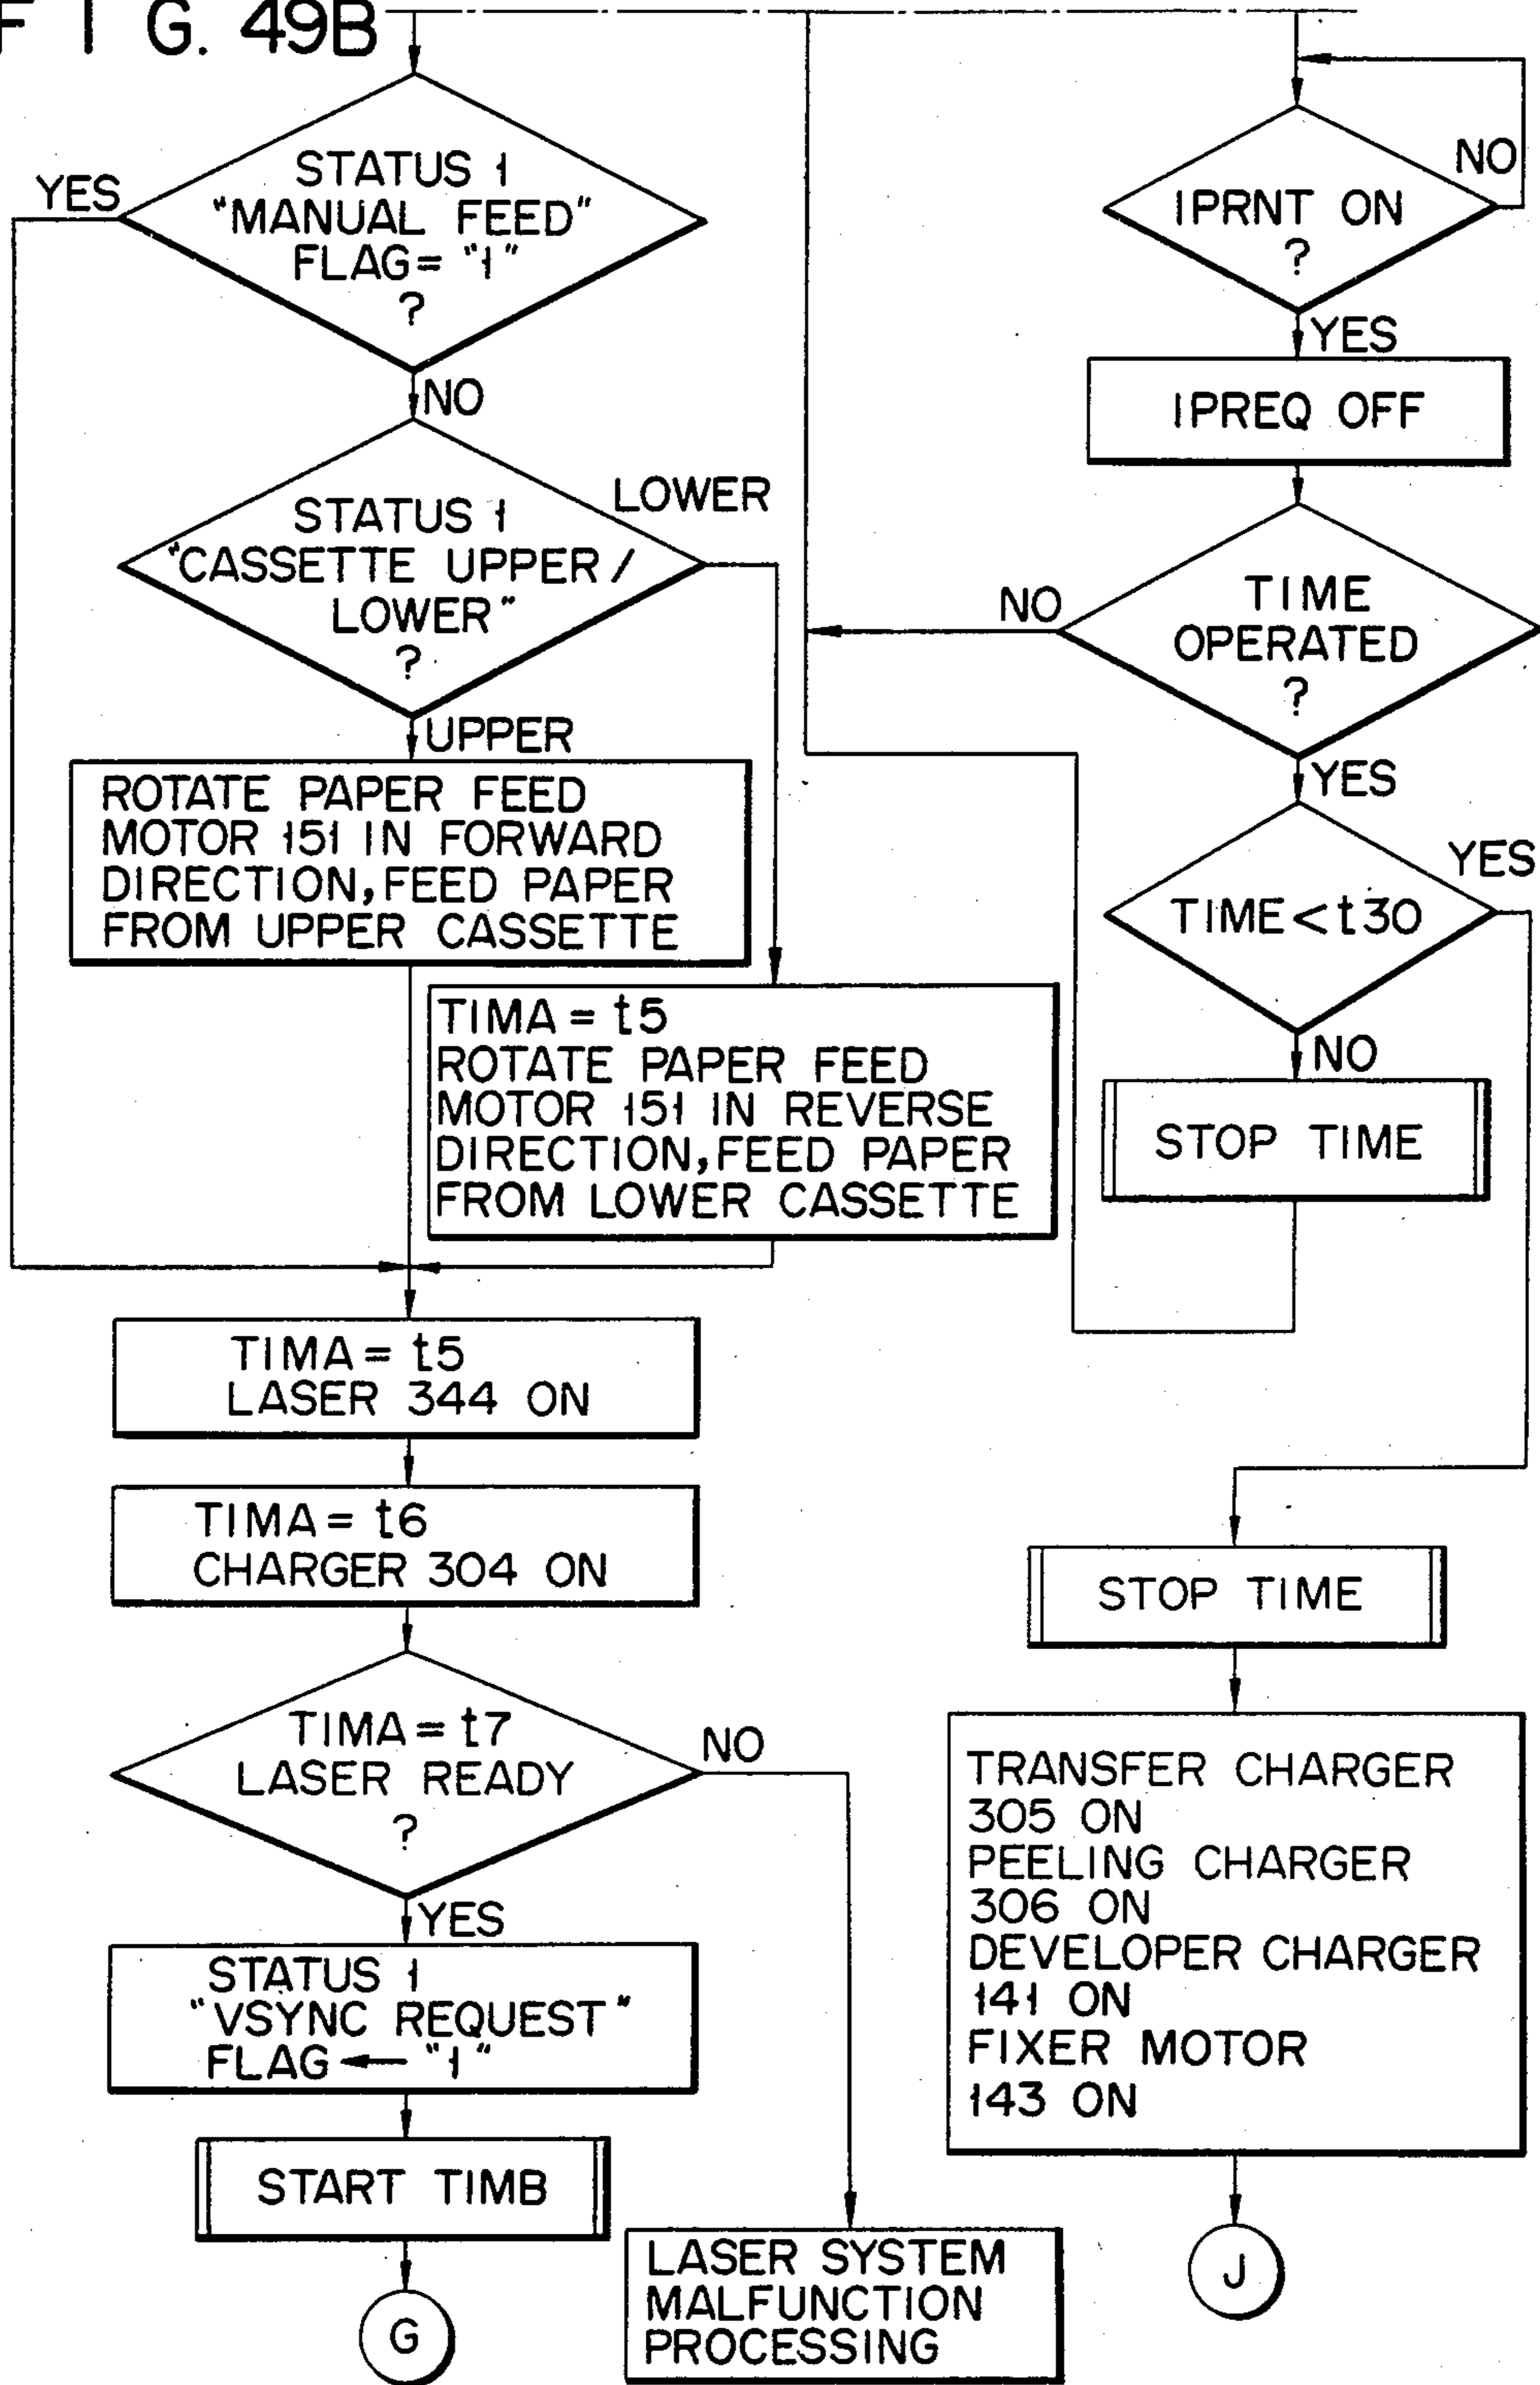 F I G. 49B
STATUS 1
"MANUAL FEED"
FLAG = "1"
?
YES
NO
STATUS 1
"CASSETTE UPPER /
LOWER"
?
LOWER
UPPER
ROTATE PAPER FEED
MOTOR 151 IN FORWARD
DIRECTION, FEED PAPER
FROM UPPER CASSETTE
TIMA = t5
ROTATE PAPER FEED
MOTOR 151 IN REVERSE
DIRECTION, FEED PAPER
FROM LOWER CASSETTE
TIMA = t5
LASER 344 ON
TIMA = t6
CHARGER 304 ON
TIMA = t7
LASER READY
?
NO
YES
STATUS 1
"VSYNC REQUEST"
FLAG ← "1"
START TIMB
G
LASER SYSTEM
MALFUNCTION
PROCESSING
IPRNT ON
?
NO
YES
IPREQ OFF
TIME
OPERATED
?
NO
YES
TIME < t30
YES
NO
STOP TIME
STOP TIME
TRANSFER CHARGER
305 ON
PEELING CHARGER
306 ON
DEVELOPER CHARGER
141 ON
FIXER MOTOR
143 ON
J